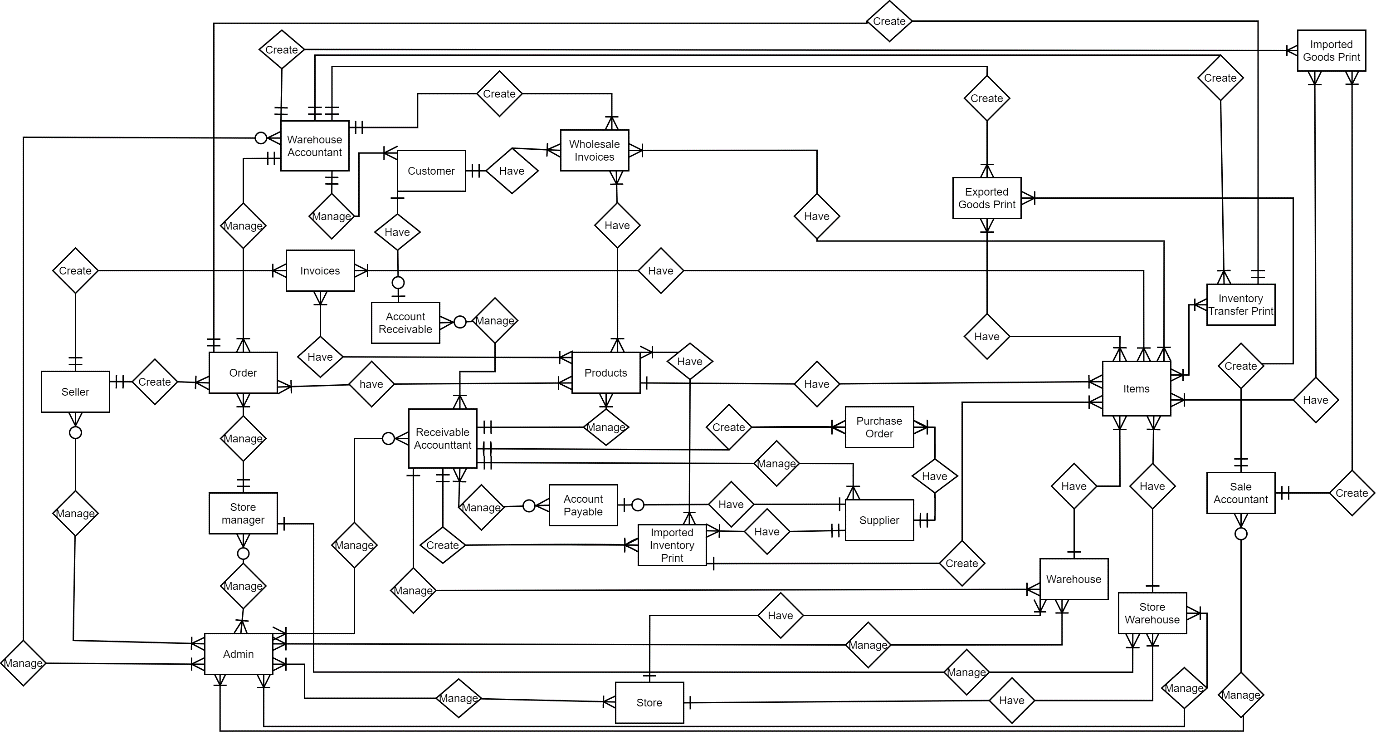 Create
Create
Imported
Goods Print
Create
Create
Create
Warehouse
Accountant
Wholesale
Invoices
Customer
Have
Exported
Goods Print
Manage
Manage
Have
Have
Have
Create
Invoices
Have
Inventory
Transfer Print
Account
Receivable
Manage
Have
Have
Have
Create
Order
Products
Seller
Create
have
Have
Items
Have
Purchase
Order
Create
Manage
Receivable
Accounttant
Manage
Manage
Have
Have
Have
Sale
Accountant
Create
Store
manager
Manage
Manage
Account
Payable
Have
Supplier
Manage
Create
Imported
Inventory
Print
Have
Create
Manage
Manage
Warehouse
Store
Warehouse
Have
Admin
Manage
Manage
Manage
Manage
Store
Have
Manage
Manage